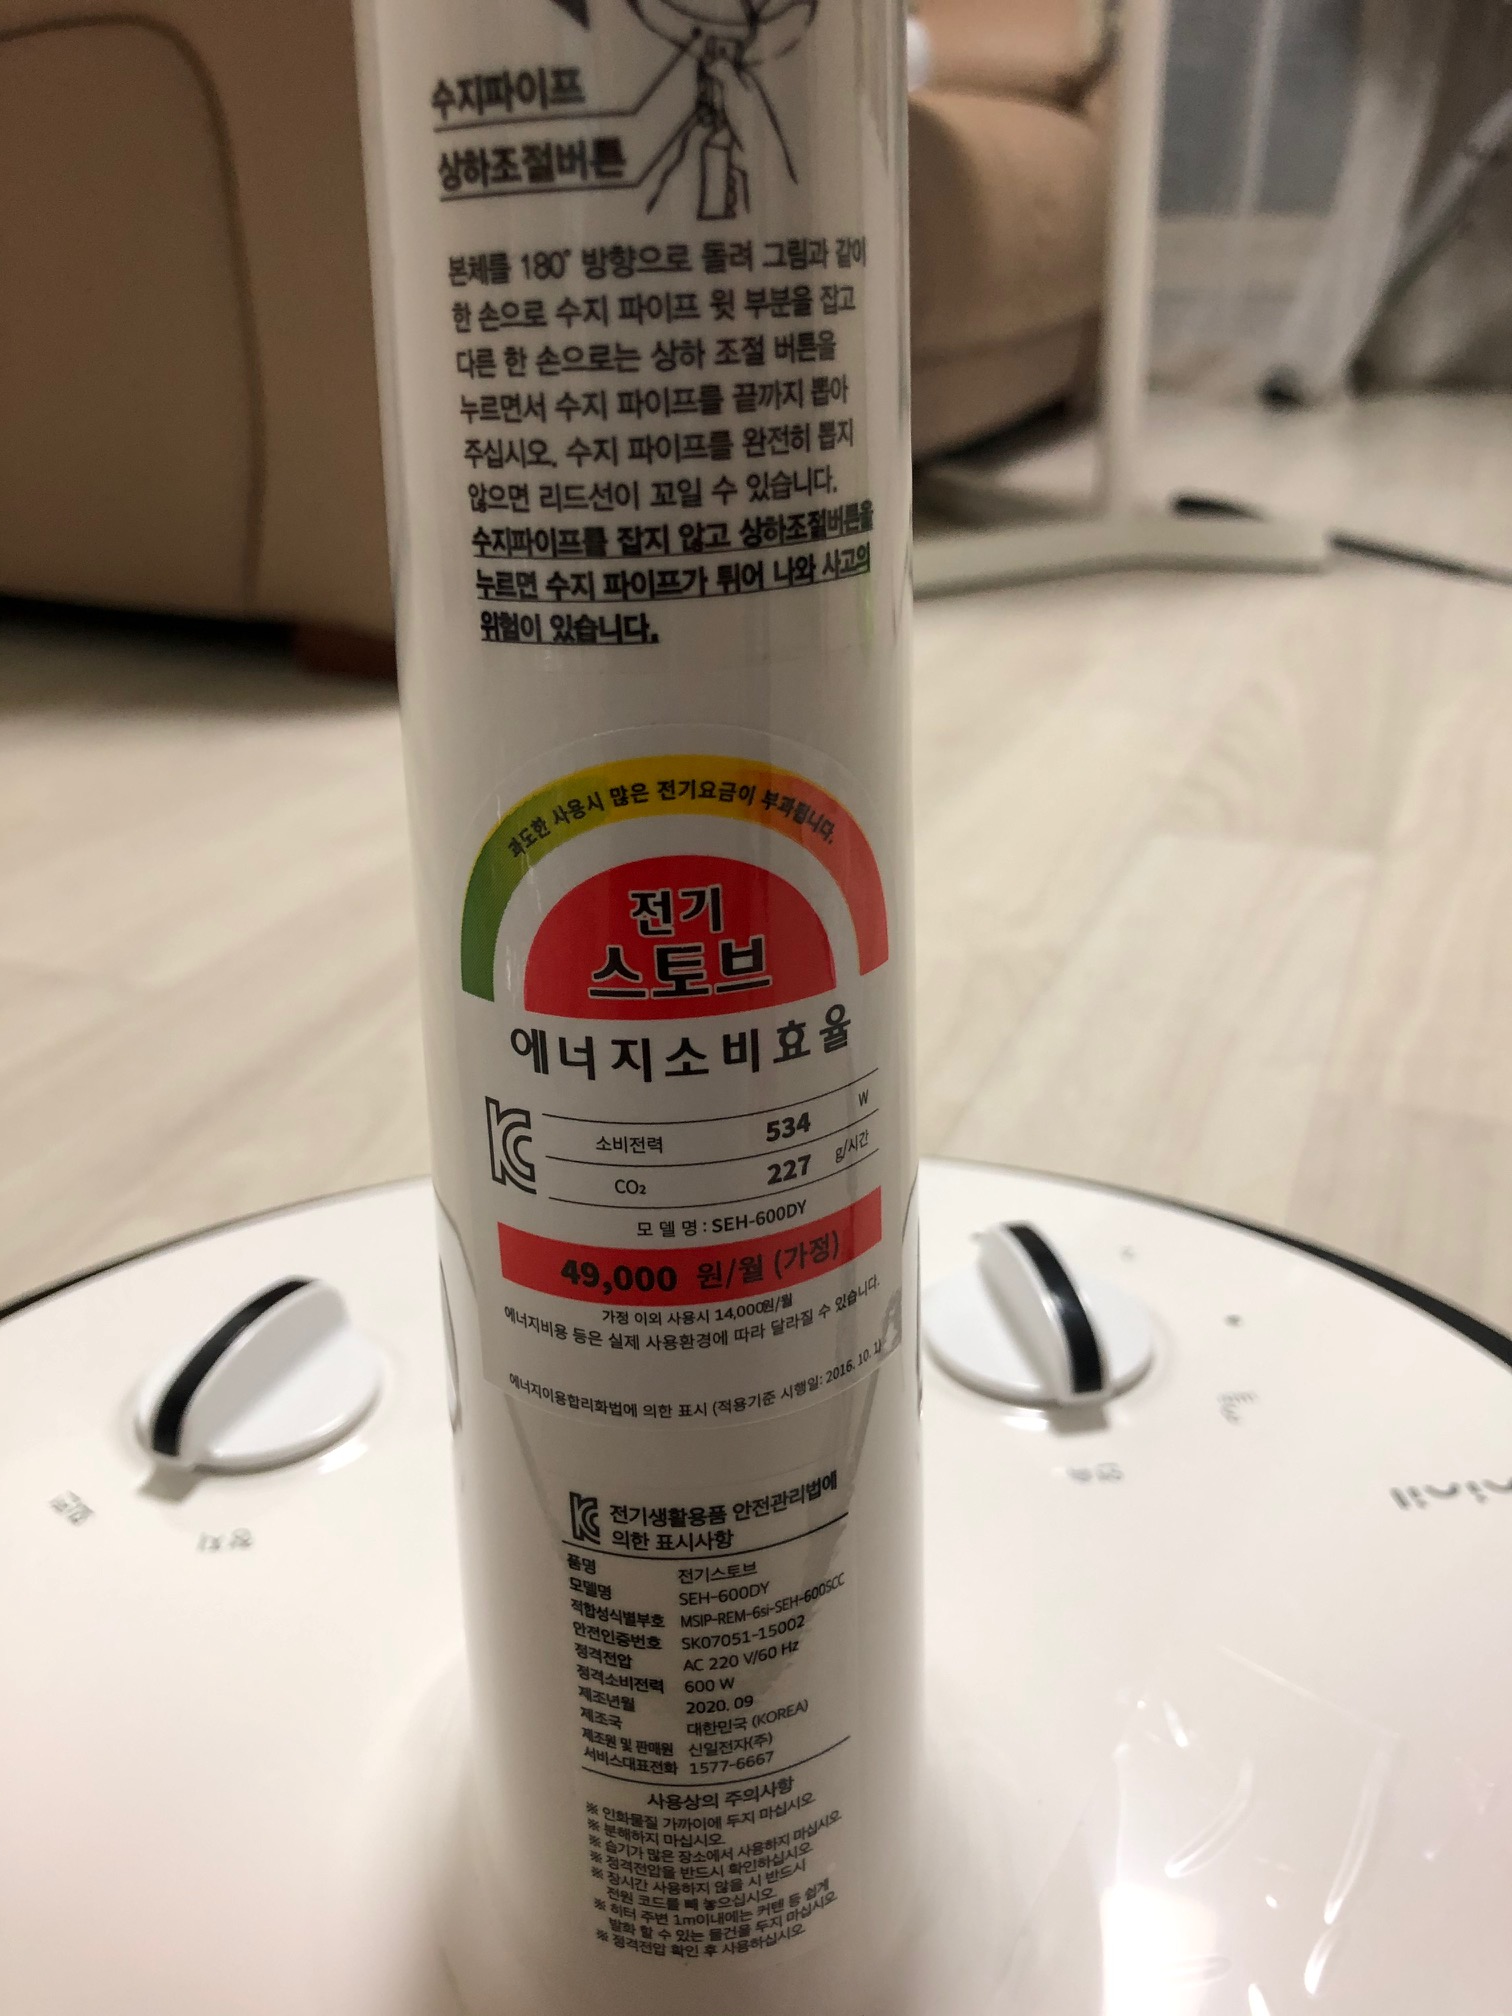 수지파이프
상하조절버튼
본체를 180° 방향으로 돌려 그림과 같이
한 손으로 수지 파이프 윗 부분을 잡고
다른 한 손으로는 상하 조절 버튼을
누르면서 수지 파이프를 끝까지 뽑아
주십시오. 수지 파이프를 완전히 뽑지
않으면 리드선이 꼬일 수 있습니다.
수지파이프를 잡지 않고 상하조절버튼을
누르면 수지 파이프가 튀어 나와 사고의
위험이 있습니다.
과도한 사용시 많은 전기요금이 부과됩니다.
전기
스토브
에너지소비효율
소비전력 534 W
CO₂ 227 g/시간
모델명 : SEH-600DY
49,000 원/월 (가정)
가정 이외 사용시 14,000원/월
에너지비용 등은 실제 사용환경에 따라 달라질 수 있습니다.
에너지이용합리화법에 의한 표시 (적용기준 시행일: 2016. 10. 1)
전기생활용품 안전관리법에
의한 표시사항
품명 전기스토브
모델명 SEH-600DY
적합성식별부호 MSIP-REM-6si-SEH-600SCC
안전인증번호 SK07051-15002
정격전압 AC 220 V/60 Hz
정격소비전력 600 W
제조년월 2020. 09
제조국 대한민국 (KOREA)
제조원 및 판매원 신일전자(주)
서비스대표전화 1577-6667
사용상의 주의사항
※ 인화물질 가까이에 두지 마십시오.
※ 분해하지 마십시오.
※ 습기가 많은 장소에서 사용하지 마십시오.
※ 정격전압을 반드시 확인하십시오.
※ 장시간 사용하지 않을 시 반드시
전원 코드를 빼 놓으십시오.
※ 히터 주변 1m이내에는 커텐 등 쉽게
발화 할 수 있는 물건을 두지 마십시오.
※ 정격전압 확인 후 사용하십시오.